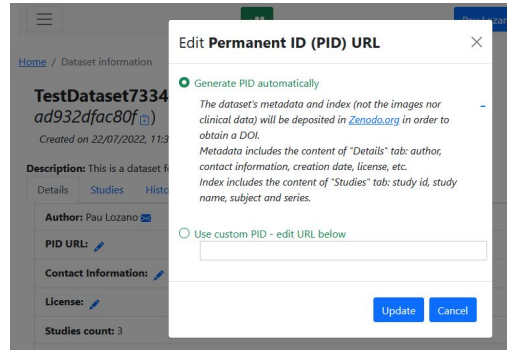 Pau Lozan
Edit Permanent ID (PID) URL
Home / Dataset information
Generate PID automatically
TestDataset7334
The dataset's metadata and index (not the images nor
ad932dfac80f
clinical data) will be deposited in Zenodo.org in order to
obtain a DOI.
Created on 22/07/2022, 11:3
Metadata includes the content of "Details" tab: author,
contact information, creation date, license, etc.
Description: This is a dataset f
Index includes the content of "Studies" tab: study id, study
name, subject and series.
Details Studies Histo
Author: Pau Lozano
Use custom PID - edit URL below
PID URL:
Contact Information:
License:
Update Cancel
Studies count: 3